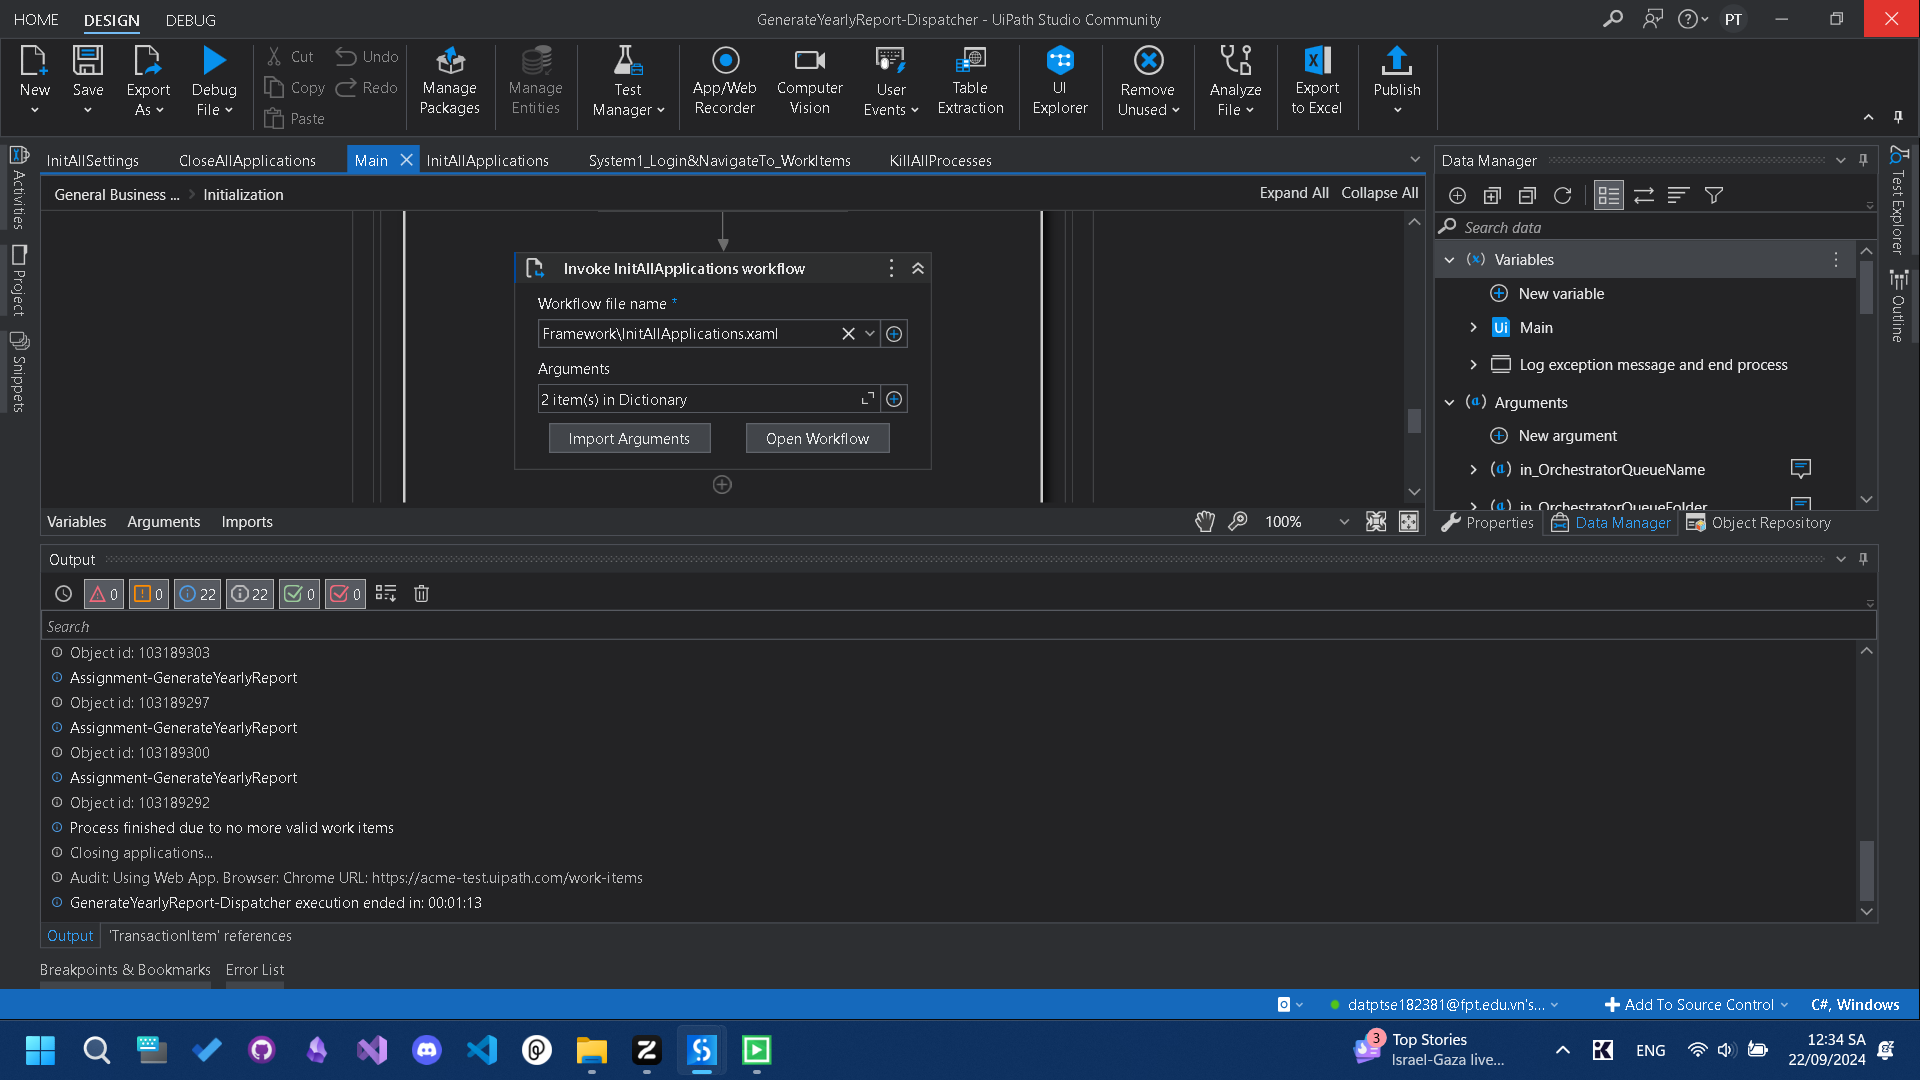 HOME DESIGN DEBUG GenerateYearlyReport-Dispatcher - UiPath Studio Community PT
New Save Export As Debug File Cut Copy Paste Undo Redo Manage Packages Manage Entities Test Manager App/Web Recorder Computer Vision User Events Table Extraction UI Explorer Remove Unused Analyze File Export to Excel Publish
Activities
Project
Snippets
InitAllSettings CloseAllApplications Main InitAllApplications System1_Login&NavigateTo_WorkItems KillAllProcesses
General Business ... Initialization Expand All Collapse All
Invoke InitAllApplications workflow
Workflow file name *
Framework\InitAllApplications.xaml
Arguments
2 item(s) in Dictionary
Import Arguments Open Workflow
Variables Arguments Imports 100%
Data Manager
Search data
Variables
New variable
Ui Main
Log exception message and end process
(a) Arguments
New argument
(a) in_OrchestratorQueueName
(a) in_OrchestratorQueueFolder
Properties Data Manager Object Repository
Test Explorer
Outline
Output
0 0 22 22 0 0
Search
Object id: 103189303
Assignment-GenerateYearlyReport
Object id: 103189297
Assignment-GenerateYearlyReport
Object id: 103189300
Assignment-GenerateYearlyReport
Object id: 103189292
Process finished due to no more valid work items
Closing applications...
Audit: Using Web App. Browser: Chrome URL: https://acme-test.uipath.com/work-items
GenerateYearlyReport-Dispatcher execution ended in: 00:01:13
Output 'TransactionItem' references
Breakpoints & Bookmarks Error List
datptse182381@fpt.edu.vn's... Add To Source Control C#, Windows
3 Top Stories
Israel-Gaza live...
ENG
12:34 SA
22/09/2024